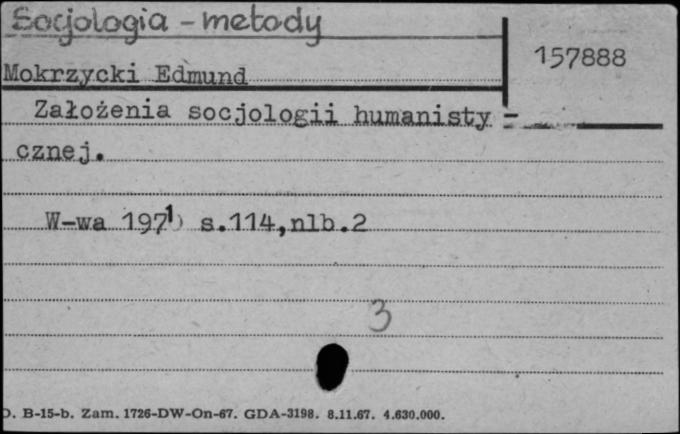 Socjologia - metody
157888
Mokrzycki Edmund
Założenia socjologii humanisty -
cznej.
W-wa 1971 s.114,nlb.2
3
D. B-15-b. Zam. 1726-DW-On-67. GDA-3198. 8.11.67. 4.630.000.